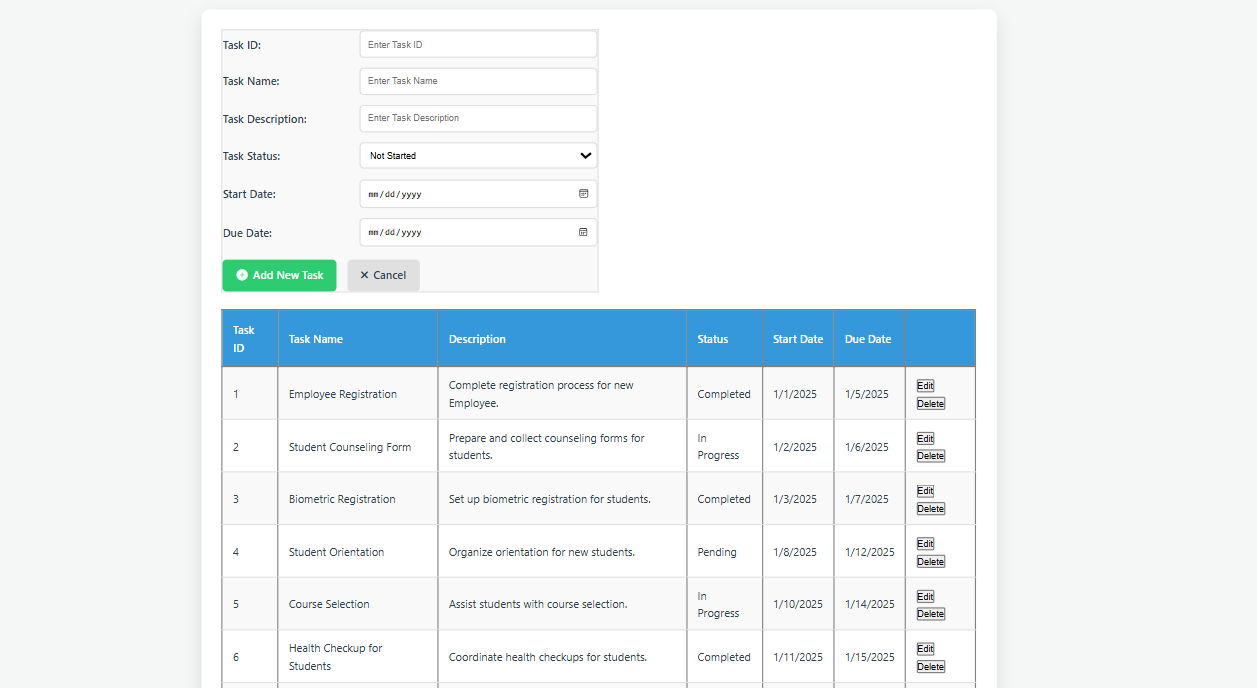 Task ID: Enter Task ID
Task Name: Enter Task Name
Task Description: Enter Task Description
Task Status: Not Started
Start Date: mm/dd/yyyy
Due Date: mm/dd/yyyy
Add New Task Cancel
Task ID Task Name Description Status Start Date Due Date
1 Employee Registration Complete registration process for new Employee. Completed 1/1/2025 1/5/2025 Edit Delete
2 Student Counseling Form Prepare and collect counseling forms for students. In Progress 1/2/2025 1/6/2025 Edit Delete
3 Biometric Registration Set up biometric registration for students. Completed 1/3/2025 1/7/2025 Edit Delete
4 Student Orientation Organize orientation for new students. Pending 1/8/2025 1/12/2025 Edit Delete
5 Course Selection Assist students with course selection. In Progress 1/10/2025 1/14/2025 Edit Delete
6 Health Checkup for Students Coordinate health checkups for students. Completed 1/11/2025 1/15/2025 Edit Delete